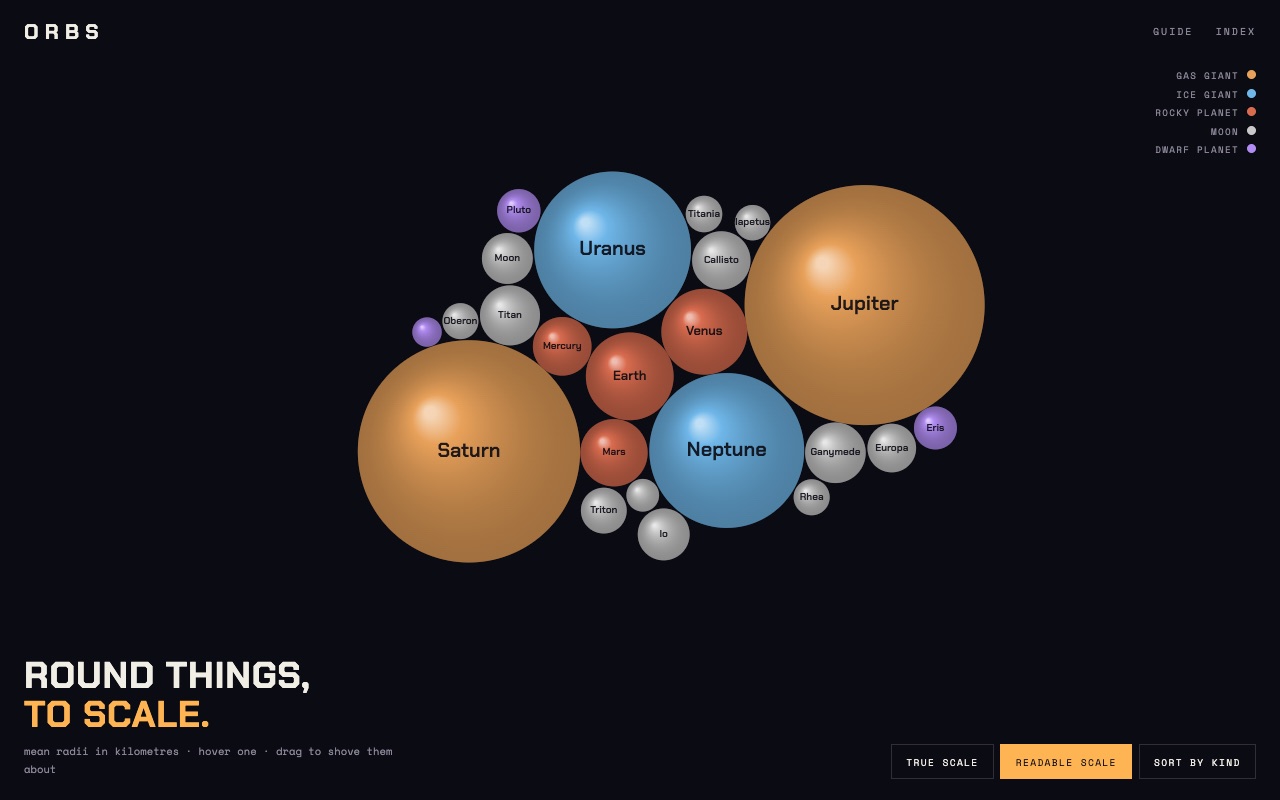 ORBS
GUIDE INDEX
GAS GIANT
ICE GIANT
ROCKY PLANET
MOON
DWARF PLANET
Pluto
Uranus
Titania
Iapetus
Moon
Callisto
Jupiter
Oberon
Titan
Mercury
Venus
Earth
Saturn
Mars
Neptune
Ganymede
Europa
Eris
Triton
Rhea
Io
ROUND THINGS,
TO SCALE.
mean radii in kilometres · hover one · drag to shove them
about
TRUE SCALE READABLE SCALE SORT BY KIND